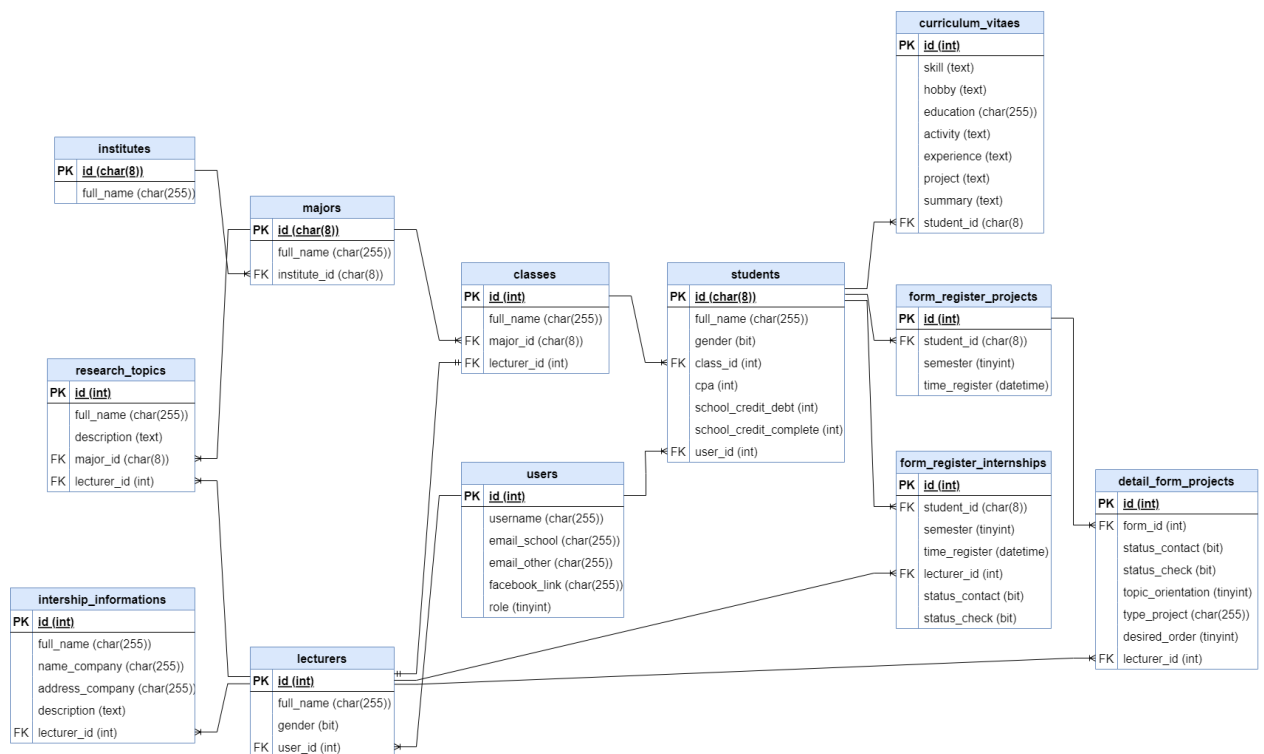 curriculum_vitaes
PK id (int)
skill (text)
hobby (text)
education (char(255))
activity (text)
experience (text)
project (text)
summary (text)
FK student_id (char(8)
institutes
PK id (char(8))
full_name (char(255))
majors
PK id (char(8))
full_name (char(255))
FK institute_id (char(8))
classes
PK id (int)
full_name (char(255))
FK major_id (char(8))
FK lecturer_id (int)
students
PK id (char(8))
full_name (char(255))
gender (bit)
FK class_id (int)
cpa (int)
school_credit_debt (int)
school_credit_complete (int)
FK user_id (int)
form_register_projects
PK id (int)
FK student_id (char(8))
semester (tinyint)
time_register (datetime)
research_topics
PK id (int)
full_name (char(255))
description (text)
FK major_id (char(8))
FK lecturer_id (int)
users
PK id (int)
username (char(255))
email_school (char(255))
email_other (char(255))
facebook_link (char(255))
role (tinyint)
form_register_internships
PK id (int)
FK student_id (char(8))
semester (tinyint)
time_register (datetime)
FK lecturer_id (int)
status_contact (bit)
status_check (bit)
detail_form_projects
PK id (int)
FK form_id (int)
status_contact (bit)
status_check (bit)
topic_orientation (tinyint)
type_project (char(255))
desired_order (tinyint)
FK lecturer_id (int)
intership_informations
PK id (int)
full_name (char(255))
name_company (char(255))
address_company (char(255))
description (text)
FK lecturer_id (int)
lecturers
PK id (int)
full_name (char(255))
gender (bit)
FK user_id (int)